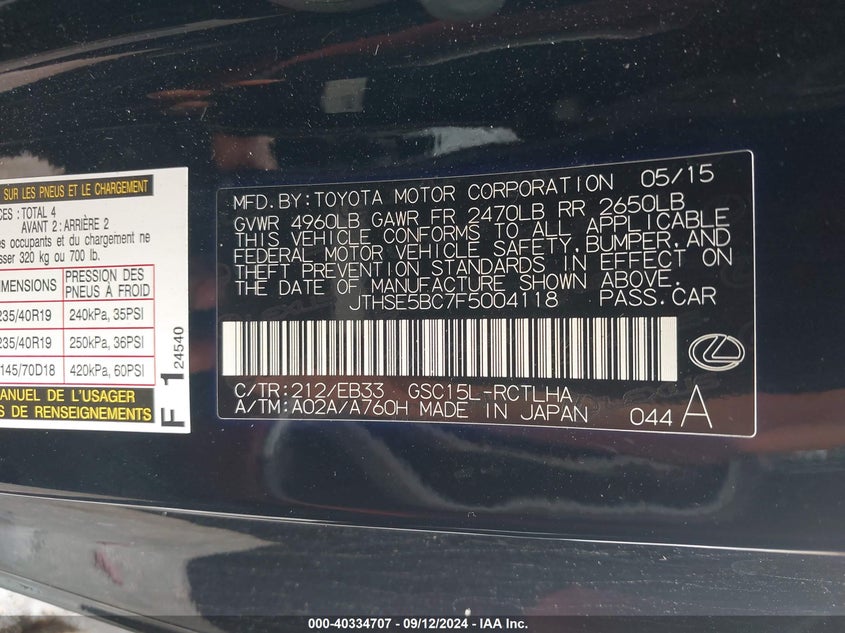 SUR LES PNEUS ET LE CHARGEMENT
TOTAL 4
AVANT 2 : ARRIÈRE 2
occupants et du chargement ne
320 kg ou 700 lb.
PRESSION DES
PNEUS À FROID
235/40R19 240kPa, 35PSI
235/40R19 250kPa, 36PSI
145/70D18 420kPa, 60PSI
DE L'USAGER
DE RENSEIGNEMENTS
F 1 24540
MFD.BY:TOYOTA MOTOR CORPORATION 05/15
GVWR 4960LB GAWR FR 2470LB RR 2650LB
THIS VEHICLE CONFORMS TO ALL APPLICABLE
FEDERAL MOTOR VEHICLE SAFETY,BUMPER,AND
THEFT PREVENTION STANDARDS IN EFFECT ON
THE DATE OF MANUFACTURE SHOWN ABOVE.
JTHSE5BC7F5004118 PASS.CAR
C/TR:212/EB33 GSC15L-RCTLHA
A/TM:A02A/A760H MADE IN JAPAN 044 A
000-40334707 - 09/12/2024 - IAA Inc.